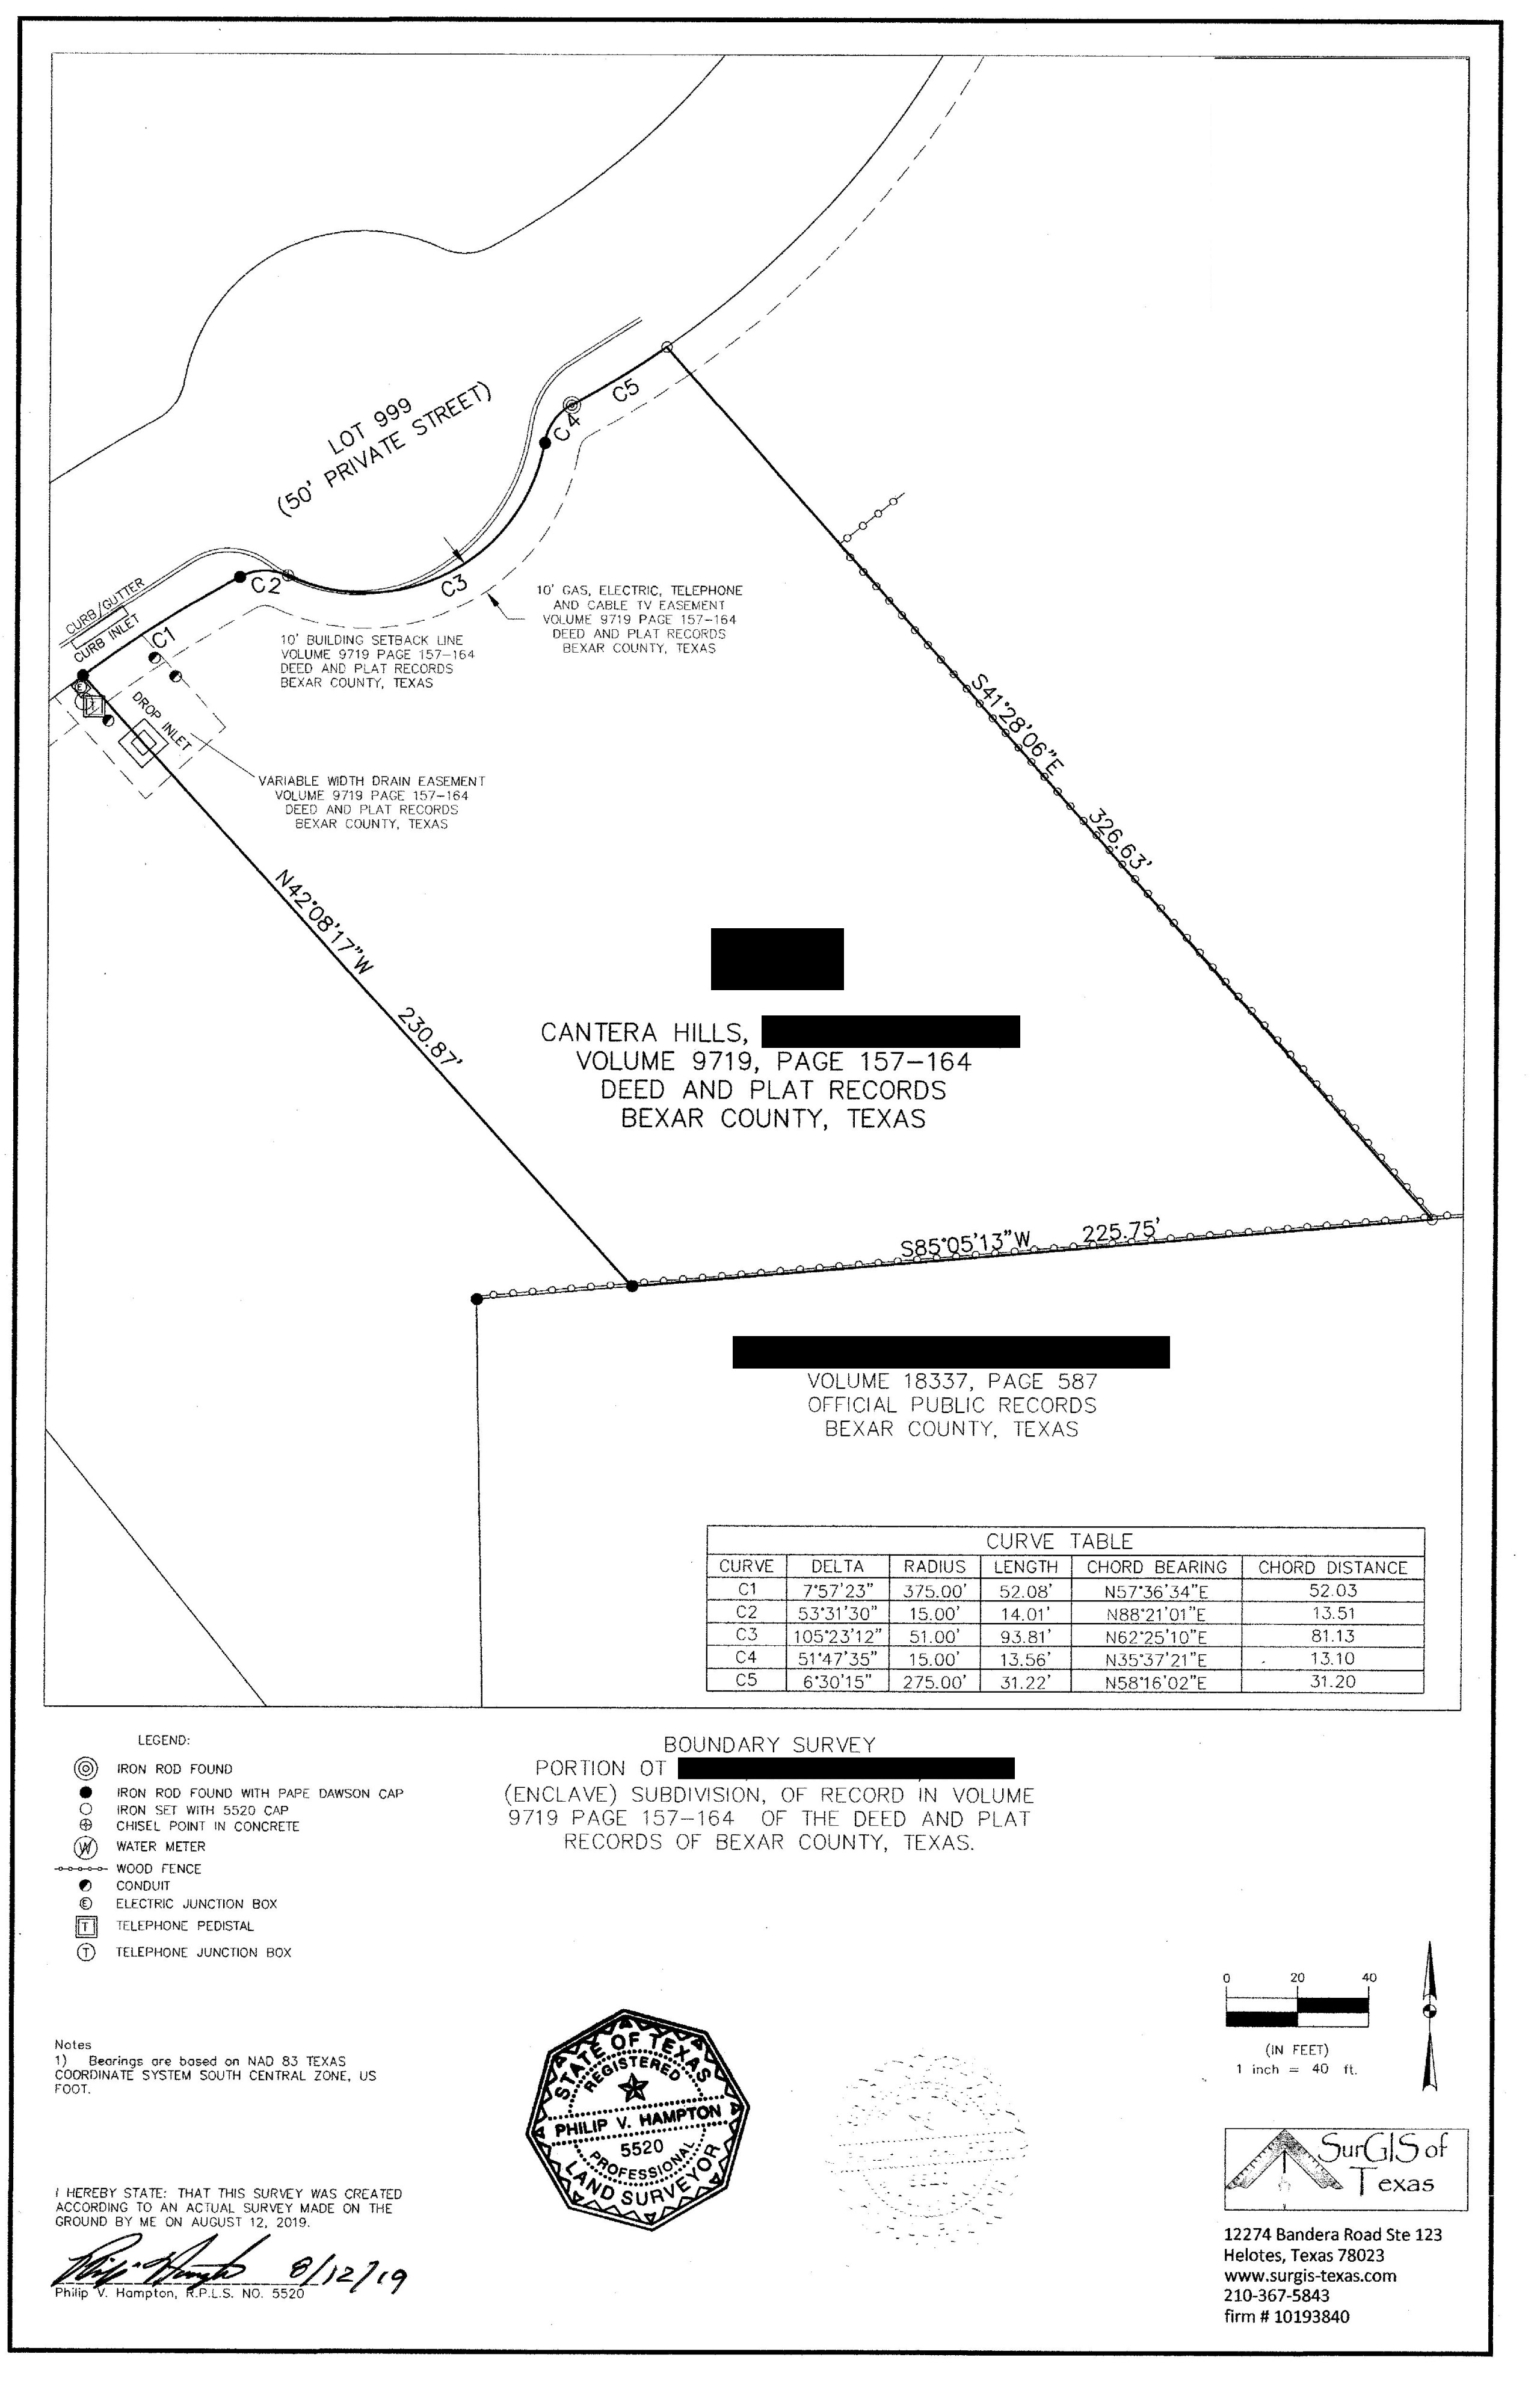 LOT 999
(50' PRIVATE STREET)
C5
C4
C3
C2
C1
CURB/GUTTER
CURB INLET
10' GAS, ELECTRIC, TELEPHONE
AND CABLE TV EASEMENT
VOLUME 9719 PAGE 157-164
DEED AND PLAT RECORDS
BEXAR COUNTY, TEXAS
10' BUILDING SETBACK LINE
VOLUME 9719 PAGE 157-164
DEED AND PLAT RECORDS
BEXAR COUNTY, TEXAS
E
T
DROP INLET
VARIABLE WIDTH DRAIN EASEMENT
VOLUME 9719 PAGE 157-164
DEED AND PLAT RECORDS
BEXAR COUNTY, TEXAS
S41°28'06"E 326.63'
N42°08'17"W 230.87'
CANTERA HILLS,
VOLUME 9719, PAGE 157-164
DEED AND PLAT RECORDS
BEXAR COUNTY, TEXAS
S85°05'13"W 225.75'
VOLUME 18337, PAGE 587
OFFICIAL PUBLIC RECORDS
BEXAR COUNTY, TEXAS
CURVE TABLE
CURVE DELTA RADIUS LENGTH CHORD BEARING CHORD DISTANCE
C1 7°57'23" 375.00' 52.08' N57°36'34"E 52.03
C2 53°31'30" 15.00' 14.01' N88°21'01"E 13.51
C3 105°23'12" 51.00' 93.81' N62°25'10"E 81.13
C4 51°47'35" 15.00' 13.56' N35°37'21"E 13.10
C5 6°30'15" 275.00' 31.22' N58°16'02"E 31.20
LEGEND:
IRON ROD FOUND
IRON ROD FOUND WITH PAPE DAWSON CAP
IRON SET WITH 5520 CAP
CHISEL POINT IN CONCRETE
W WATER METER
WOOD FENCE
CONDUIT
E ELECTRIC JUNCTION BOX
T TELEPHONE PEDISTAL
T TELEPHONE JUNCTION BOX
BOUNDARY SURVEY
PORTION OT
(ENCLAVE) SUBDIVISION, OF RECORD IN VOLUME
9719 PAGE 157-164 OF THE DEED AND PLAT
RECORDS OF BEXAR COUNTY, TEXAS.
Notes
1) Bearings are based on NAD 83 TEXAS
COORDINATE SYSTEM SOUTH CENTRAL ZONE, US
FOOT.
I HEREBY STATE: THAT THIS SURVEY WAS CREATED
ACCORDING TO AN ACTUAL SURVEY MADE ON THE
GROUND BY ME ON AUGUST 12, 2019.
8/12/19
Philip V. Hampton, R.P.L.S. NO. 5520
STATE OF TEXAS
REGISTERED
PHILIP V. HAMPTON
5520
PROFESSIONAL
LAND SURVEYOR
0 20 40
(IN FEET)
1 inch = 40 ft.
SurGIS of
Texas
12274 Bandera Road Ste 123
Helotes, Texas 78023
www.surgis-texas.com
210-367-5843
firm # 10193840